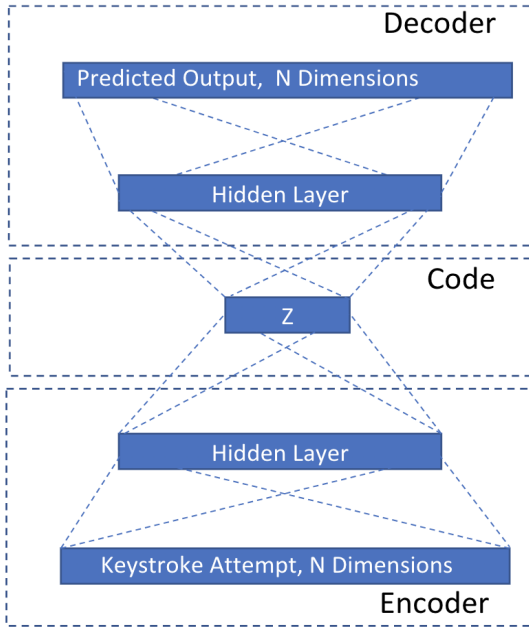 Decoder
Predicted Output, N Dimensions
Hidden Layer
Code
Z
Hidden Layer
Keystroke Attempt, N Dimensions
Encoder